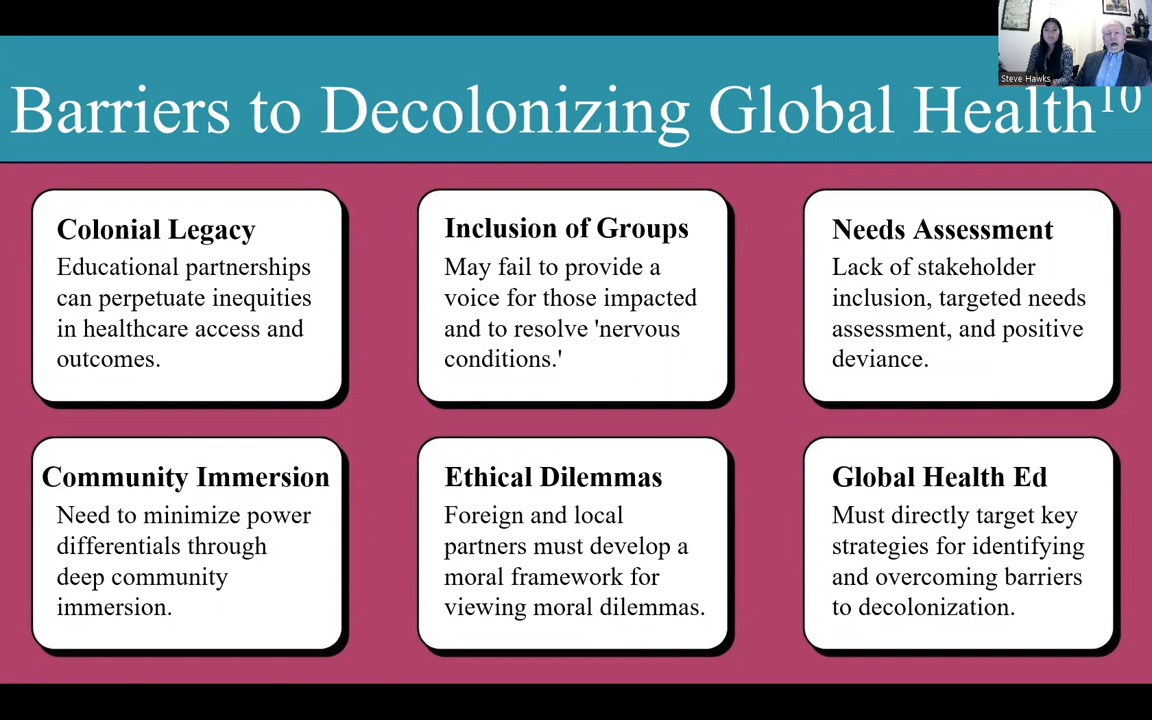 Steve Hawks
Barriers to Decolonizing Global Health10
Colonial Legacy
Educational partnerships
can perpetuate inequities
in healthcare access and
outcomes.
Inclusion of Groups
May fail to provide a
voice for those impacted
and to resolve 'nervous
conditions.'
Needs Assessment
Lack of stakeholder
inclusion, targeted needs
assessment, and positive
deviance.
Community Immersion
Need to minimize power
differentials through
deep community
immersion.
Ethical Dilemmas
Foreign and local
partners must develop a
moral framework for
viewing moral dilemmas.
Global Health Ed
Must directly target key
strategies for identifying
and overcoming barriers
to decolonization.